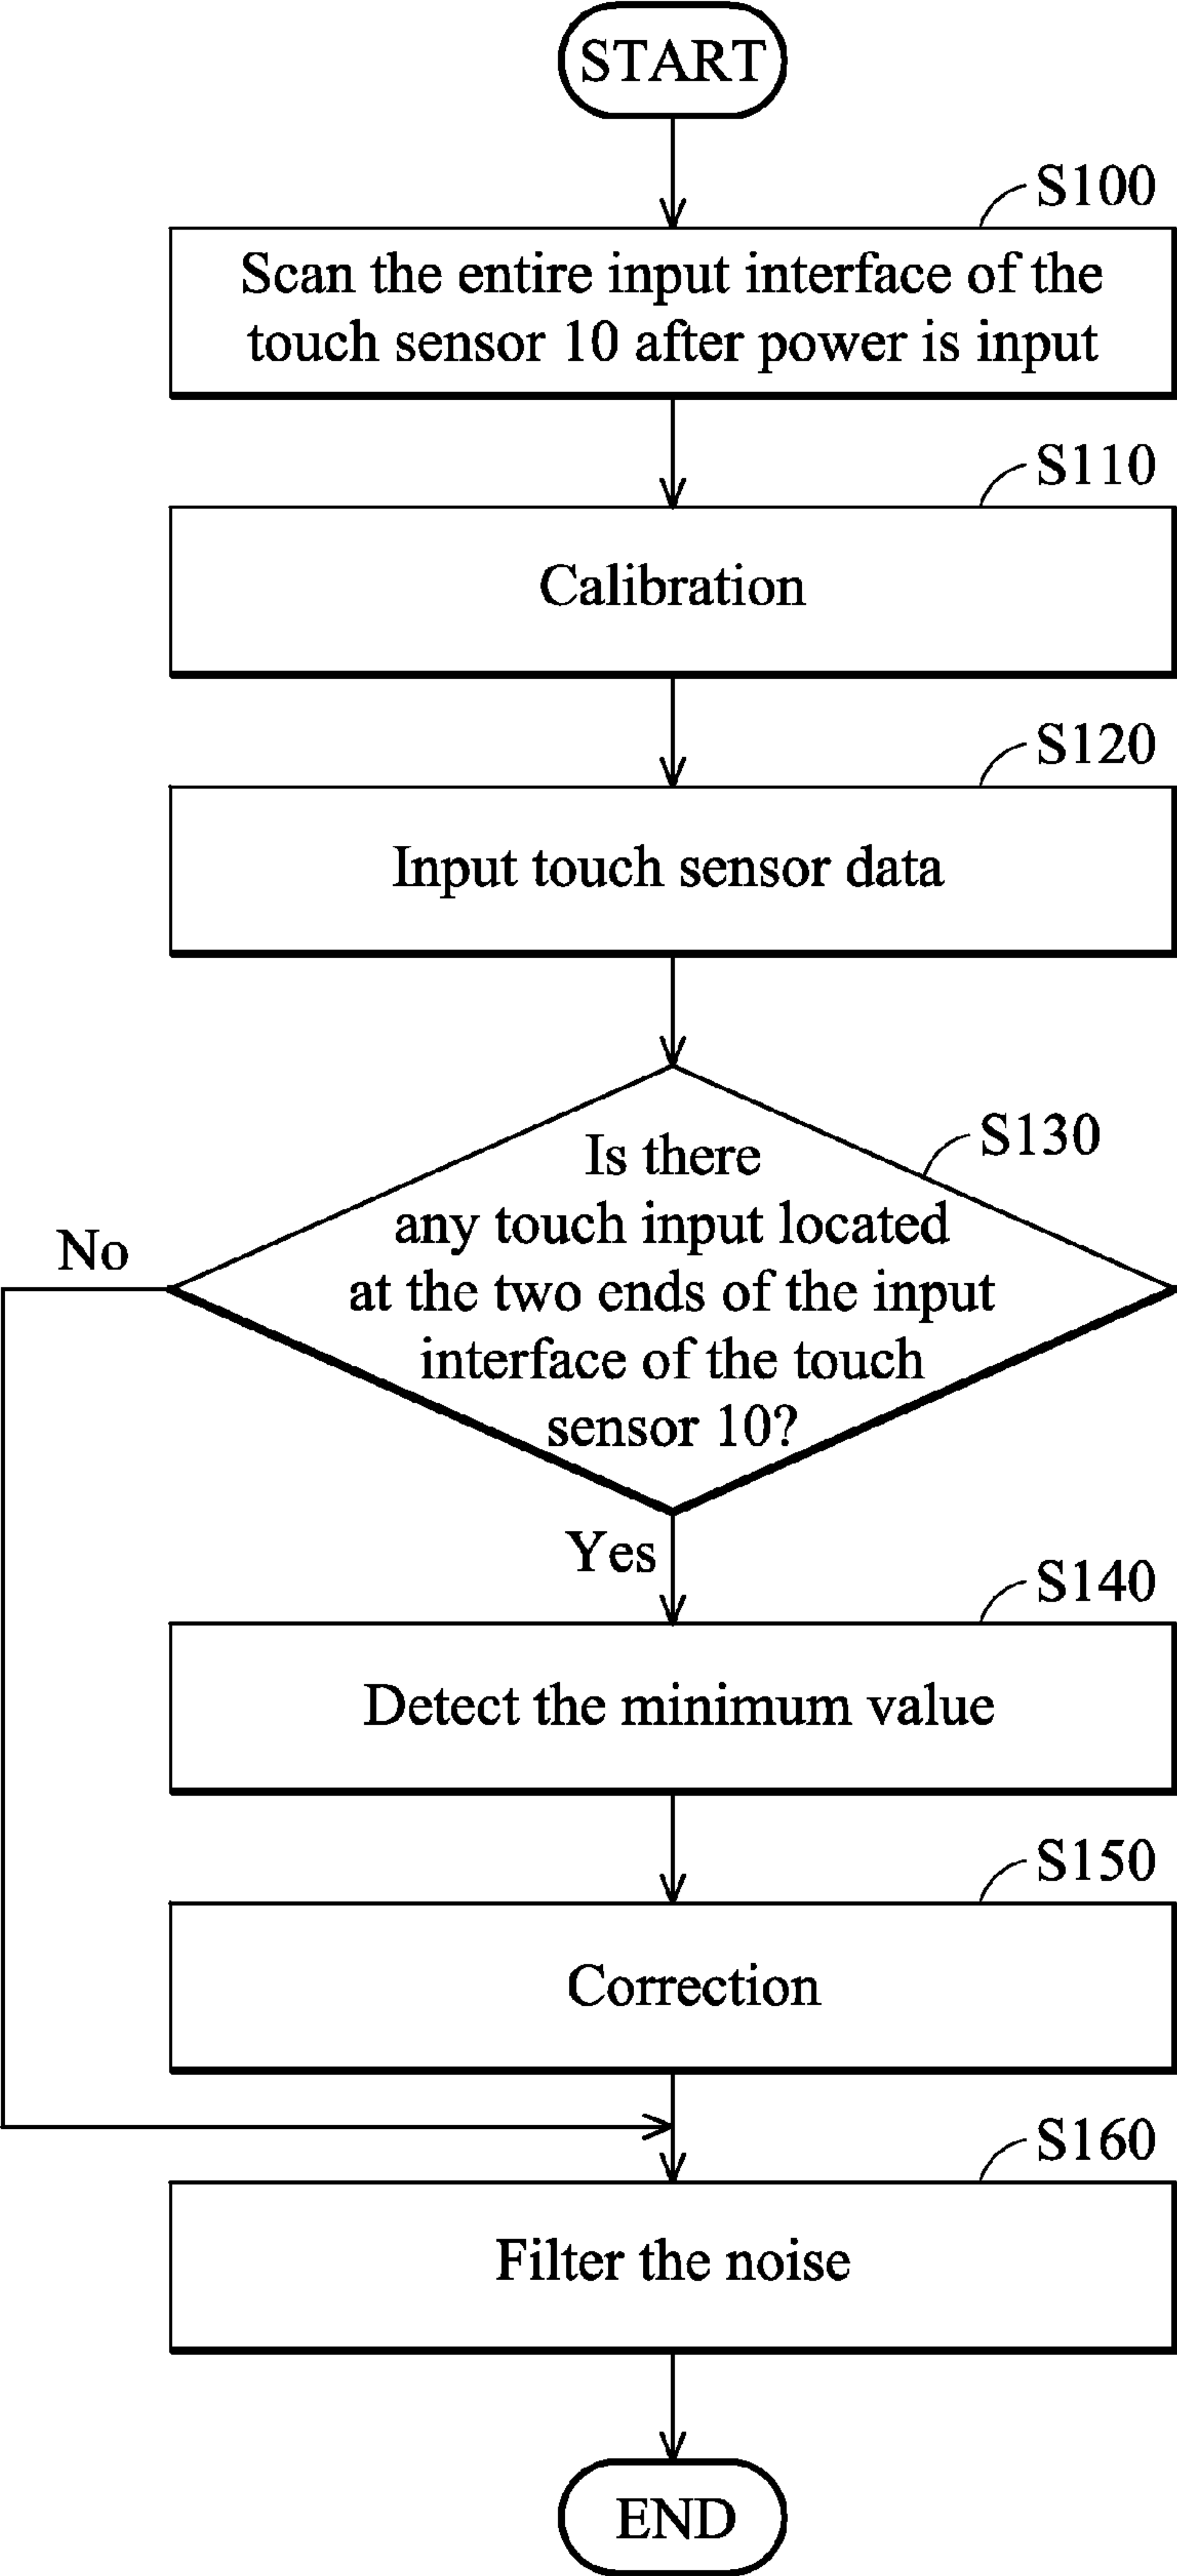 START
S100
Scan the entire input interface of the
touch sensor 10 after power is input
S110
Calibration
S120
Input touch sensor data
S130
Is there
any touch input located
at the two ends of the input
interface of the touch
sensor 10?
No
Yes
S140
Detect the minimum value
S150
Correction
S160
Filter the noise
END